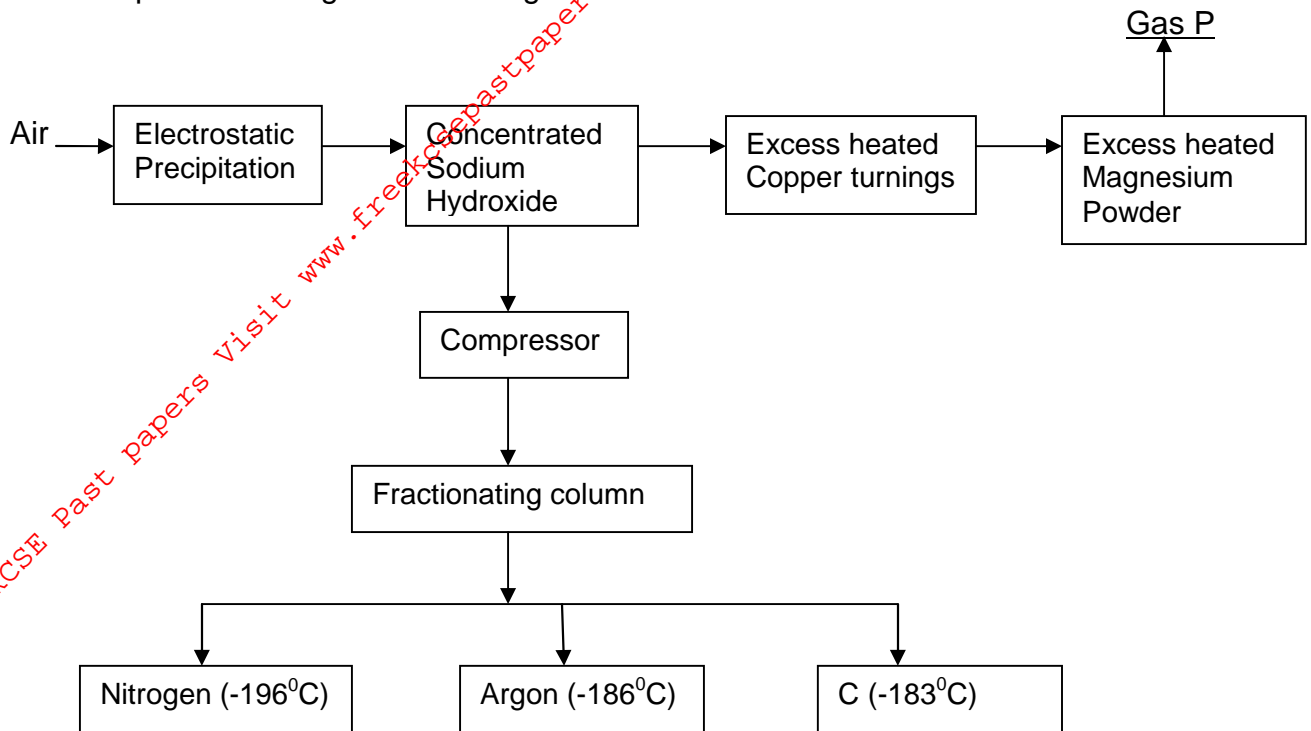 Gas P
Air
Electrostatic
Precipitation
Concentrated
Sodium
Hydroxide
Excess heated
Copper turnings
Excess heated
Magnesium
Powder
Compressor
Fractionating column
Nitrogen (-196⁰C)
Argon (-186⁰C)
C (-183⁰C)
CSE Past papers Visit www.freekcsepastpaper